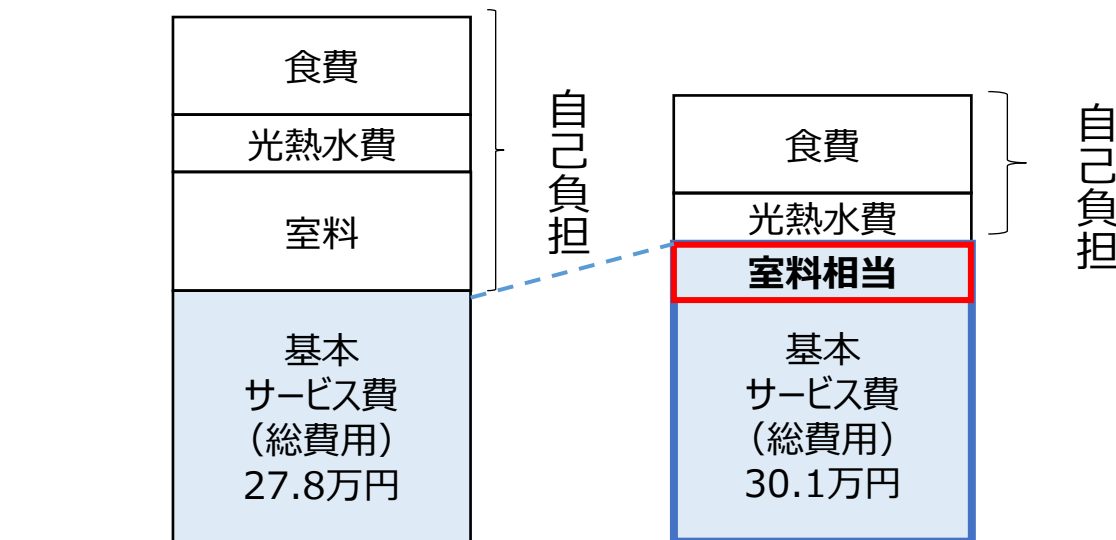 食費
光熱水費
室料
基本
サービス費
（総費用）
27.8万円
自己負担
食費
光熱水費
室料相当
基本
サービス費
（総費用）
30.1万円
自己負担